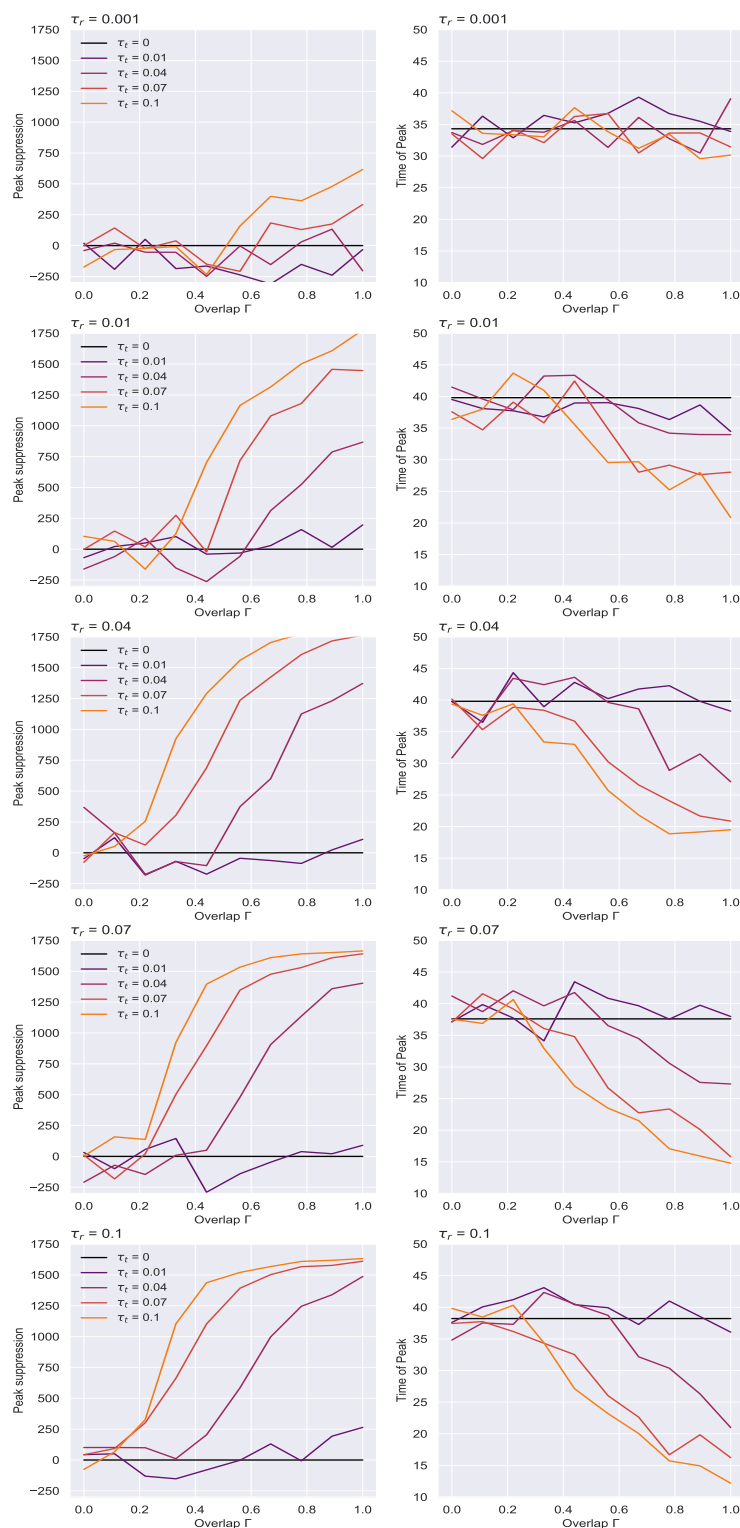 τr = 0.001
1750
1500
1250
1000
750
500
250
0
−250
Peak suppression
τt = 0
τt = 0.01
τt = 0.04
τt = 0.07
τt = 0.1
0.0 0.2 0.4 0.6 0.8 1.0
Overlap Γ
τr = 0.001
50
45
40
35
30
25
20
15
10
Time of Peak
0.0 0.2 0.4 0.6 0.8 1.0
Overlap Γ
τr = 0.01
1750
1500
1250
1000
750
500
250
0
−250
Peak suppression
τt = 0
τt = 0.01
τt = 0.04
τt = 0.07
τt = 0.1
0.0 0.2 0.4 0.6 0.8 1.0
Overlap Γ
τr = 0.01
50
45
40
35
30
25
20
15
10
Time of Peak
0.0 0.2 0.4 0.6 0.8 1.0
Overlap Γ
τr = 0.04
1750
1500
1250
1000
750
500
250
0
−250
Peak suppression
τt = 0
τt = 0.01
τt = 0.04
τt = 0.07
τt = 0.1
0.0 0.2 0.4 0.6 0.8 1.0
Overlap Γ
τr = 0.04
50
45
40
35
30
25
20
15
10
Time of Peak
0.0 0.2 0.4 0.6 0.8 1.0
Overlap Γ
τr = 0.07
1750
1500
1250
1000
750
500
250
0
−250
Peak suppression
τt = 0
τt = 0.01
τt = 0.04
τt = 0.07
τt = 0.1
0.0 0.2 0.4 0.6 0.8 1.0
Overlap Γ
τr = 0.07
50
45
40
35
30
25
20
15
10
Time of Peak
0.0 0.2 0.4 0.6 0.8 1.0
Overlap Γ
τr = 0.1
1750
1500
1250
1000
750
500
250
0
−250
Peak suppression
τt = 0
τt = 0.01
τt = 0.04
τt = 0.07
τt = 0.1
0.0 0.2 0.4 0.6 0.8 1.0
Overlap Γ
τr = 0.1
50
45
40
35
30
25
20
15
10
Time of Peak
0.0 0.2 0.4 0.6 0.8 1.0
Overlap Γ